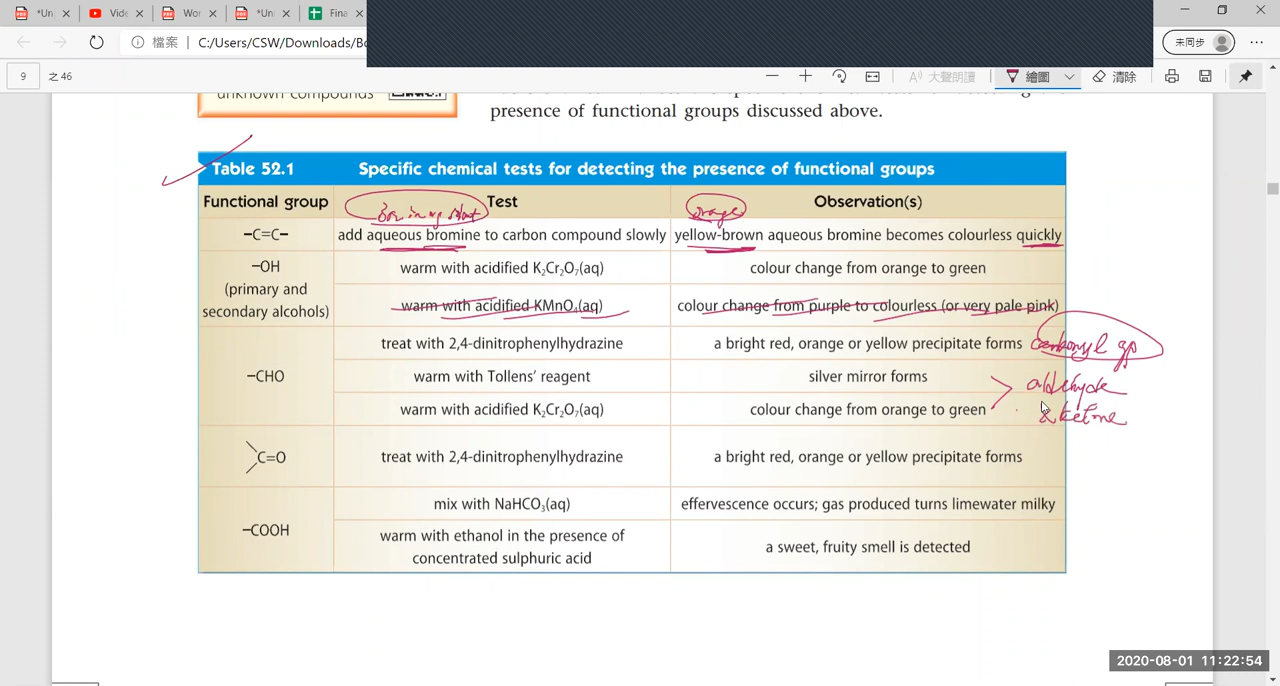 *Un
Vide
Wor
*Un
Fina
檔案
C:/Users/CSW/Downloads/Bo
未同步
9
之 46
大聲朗讀
繪圖
清除
unknown compounds
presence of functional groups discussed above.
Table 52.1 Specific chemical tests for detecting the presence of functional groups
Functional group Test Observation(s)
Br₂ in org solvent
orange
−C=C− add aqueous bromine to carbon compound slowly yellow-brown aqueous bromine becomes colourless quickly
−OH (primary and secondary alcohols)
warm with acidified K₂Cr₂O₇(aq) colour change from orange to green
warm with acidified KMnO₄(aq) colour change from purple to colourless (or very pale pink)
−CHO
treat with 2,4-dinitrophenylhydrazine a bright red, orange or yellow precipitate forms carbonyl gp
warm with Tollens' reagent silver mirror forms aldehyde
warm with acidified K₂Cr₂O₇(aq) colour change from orange to green & ketone
C=O treat with 2,4-dinitrophenylhydrazine a bright red, orange or yellow precipitate forms
−COOH
mix with NaHCO₃(aq) effervescence occurs; gas produced turns limewater milky
warm with ethanol in the presence of
concentrated sulphuric acid
a sweet, fruity smell is detected
2020-08-01 11:22:54